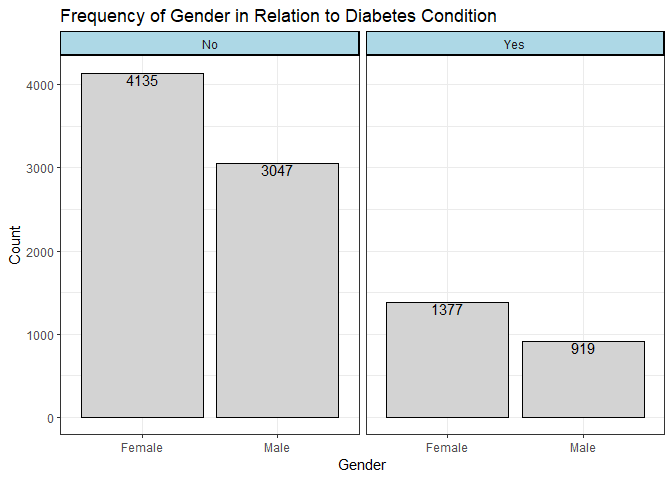 Frequency of Gender in Relation to Diabetes Condition
No
Yes
4000
3000
2000
1000
0
Count
4135
3047
1377
919
Female
Male
Female
Male
Gender